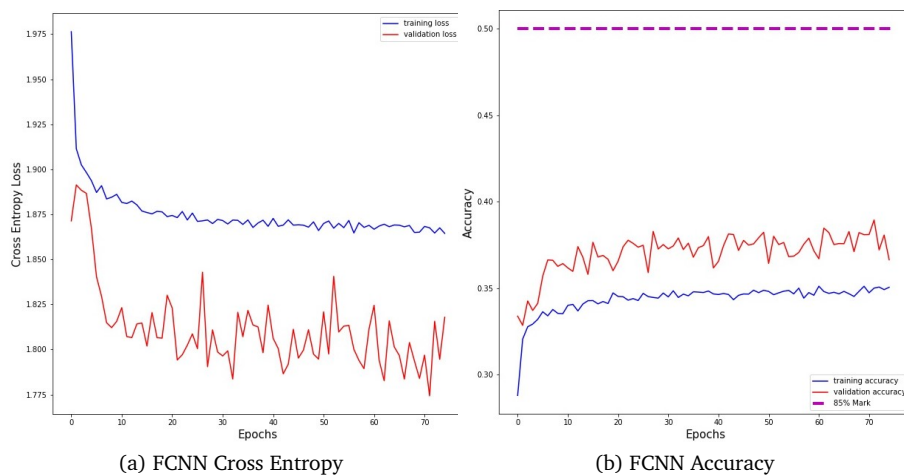 training loss
validation loss
1.975
1.950
1.925
1.900
1.875
1.850
1.825
1.800
1.775
Cross Entropy Loss
0 10 20 30 40 50 60 70
Epochs
(a) FCNN Cross Entropy
0.50
0.45
0.40
0.35
0.30
Accuracy
training accuracy
validation accuracy
85% Mark
0 10 20 30 40 50 60 70
Epochs
(b) FCNN Accuracy